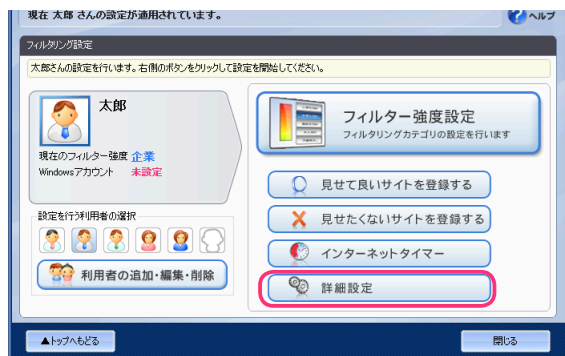 現在 太郎 さんの設定が適用されています。
ヘルプ
フィルタリング設定
太郎さんの設定を行います。右側のボタンをクリックして設定を開始してください。
太郎
現在のフィルター強度 企業
Windowsアカウント 未設定
設定を行う利用者の選択
利用者の追加・編集・削除
フィルター強度設定
フィルタリングカテゴリの設定を行います
見せて良いサイトを登録する
見せたくないサイトを登録する
インターネットタイマー
詳細設定
▲トップへもどる
閉じる